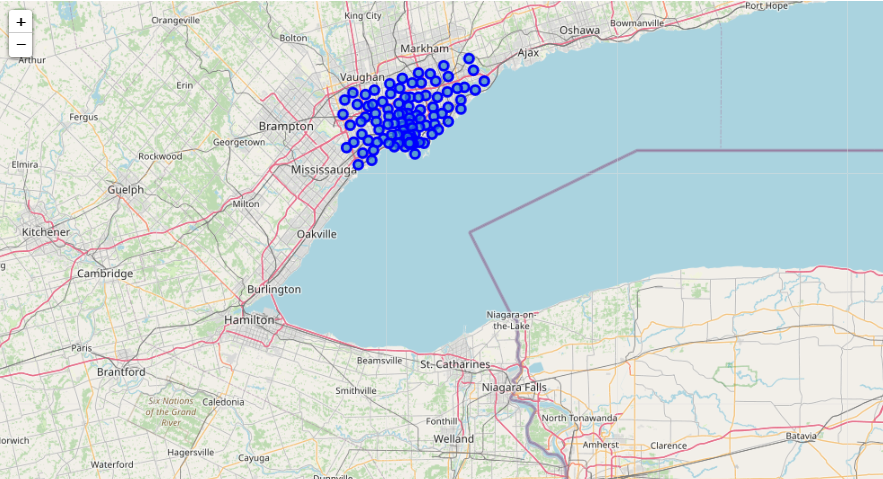 Orangeville
King City
Port Hope
Bowmanville
Oshawa
+
Bolton
Markham
Ajax
−
Arthur
Vaughan
Erin
Fergus
Brampton
Georgetown
Rockwood
Elmira
Mississauga
Guelph
Milton
Kitchener
Oakville
Cambridge
Burlington
Niagara-on-
the-Lake
Hamilton
Paris
Beamsville
St. Catharines
Brantford
Niagara Falls
Smithville
Six Nations
of the Grand
River
Caledonia
Fonthill
North Tonawanda
Welland
Batavia
Amherst
Clarence
Hagersville
Cayuga
Waterford